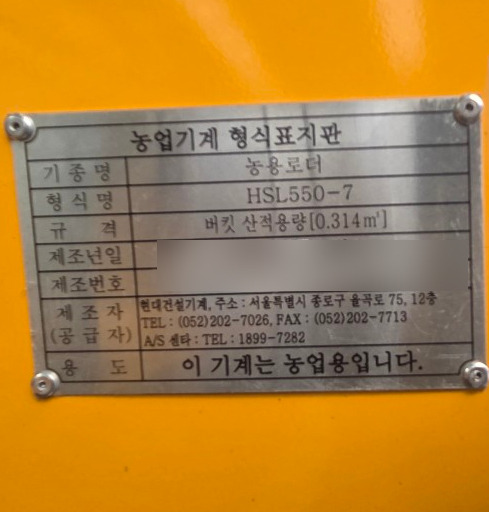 농업기계 형식표지판
기종명 농용로더
형식명 HSL550-7
규격 버킷 산적용량[0.314㎥]
제조년일
제조번호
제조자 현대건설기계, 주소 : 서울특별시 종로구 율곡로 75, 12층
(공급자) TEL : (052)202-7026, FAX : (052)202-7713
A/S 센타 : TEL : 1899-7282
용도 이 기계는 농업용입니다.